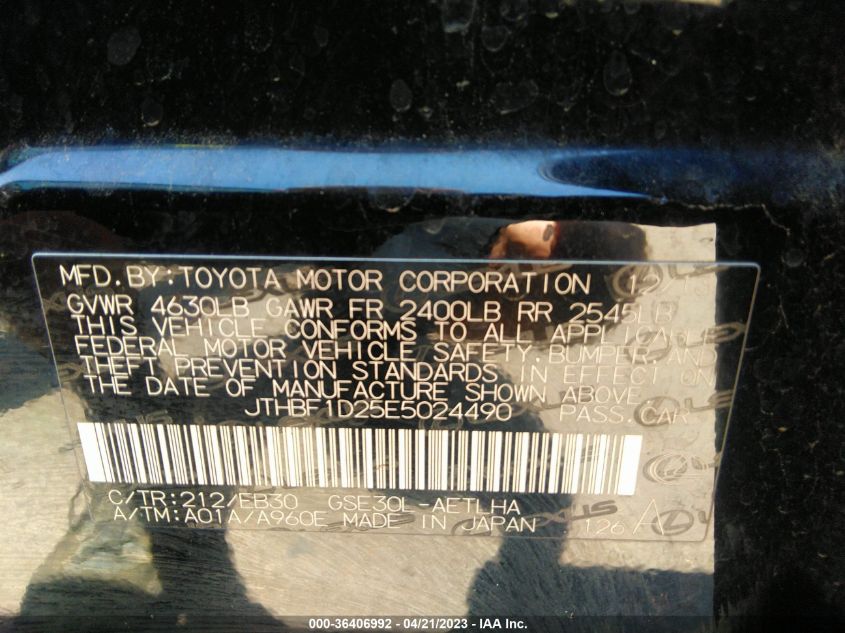 MFD.BY:TOYOTA MOTOR CORPORATION 12/
GVWR 4630LB GAWR FR 2400LB RR 2545LB
THIS VEHICLE CONFORMS TO ALL APPLICABLE
FEDERAL MOTOR VEHICLE SAFETY,BUMPER,AND
THEFT PREVENTION STANDARDS IN EFFECT ON
THE DATE OF MANUFACTURE SHOWN ABOVE.
JTHBF1D25E5024490 PASS.CAR
C/TR:212/EB30 GSE30L-AETLHA
A/TM:A01A/A960E MADE IN JAPAN 126 A
000-36406992 - 04/21/2023 - IAA Inc.